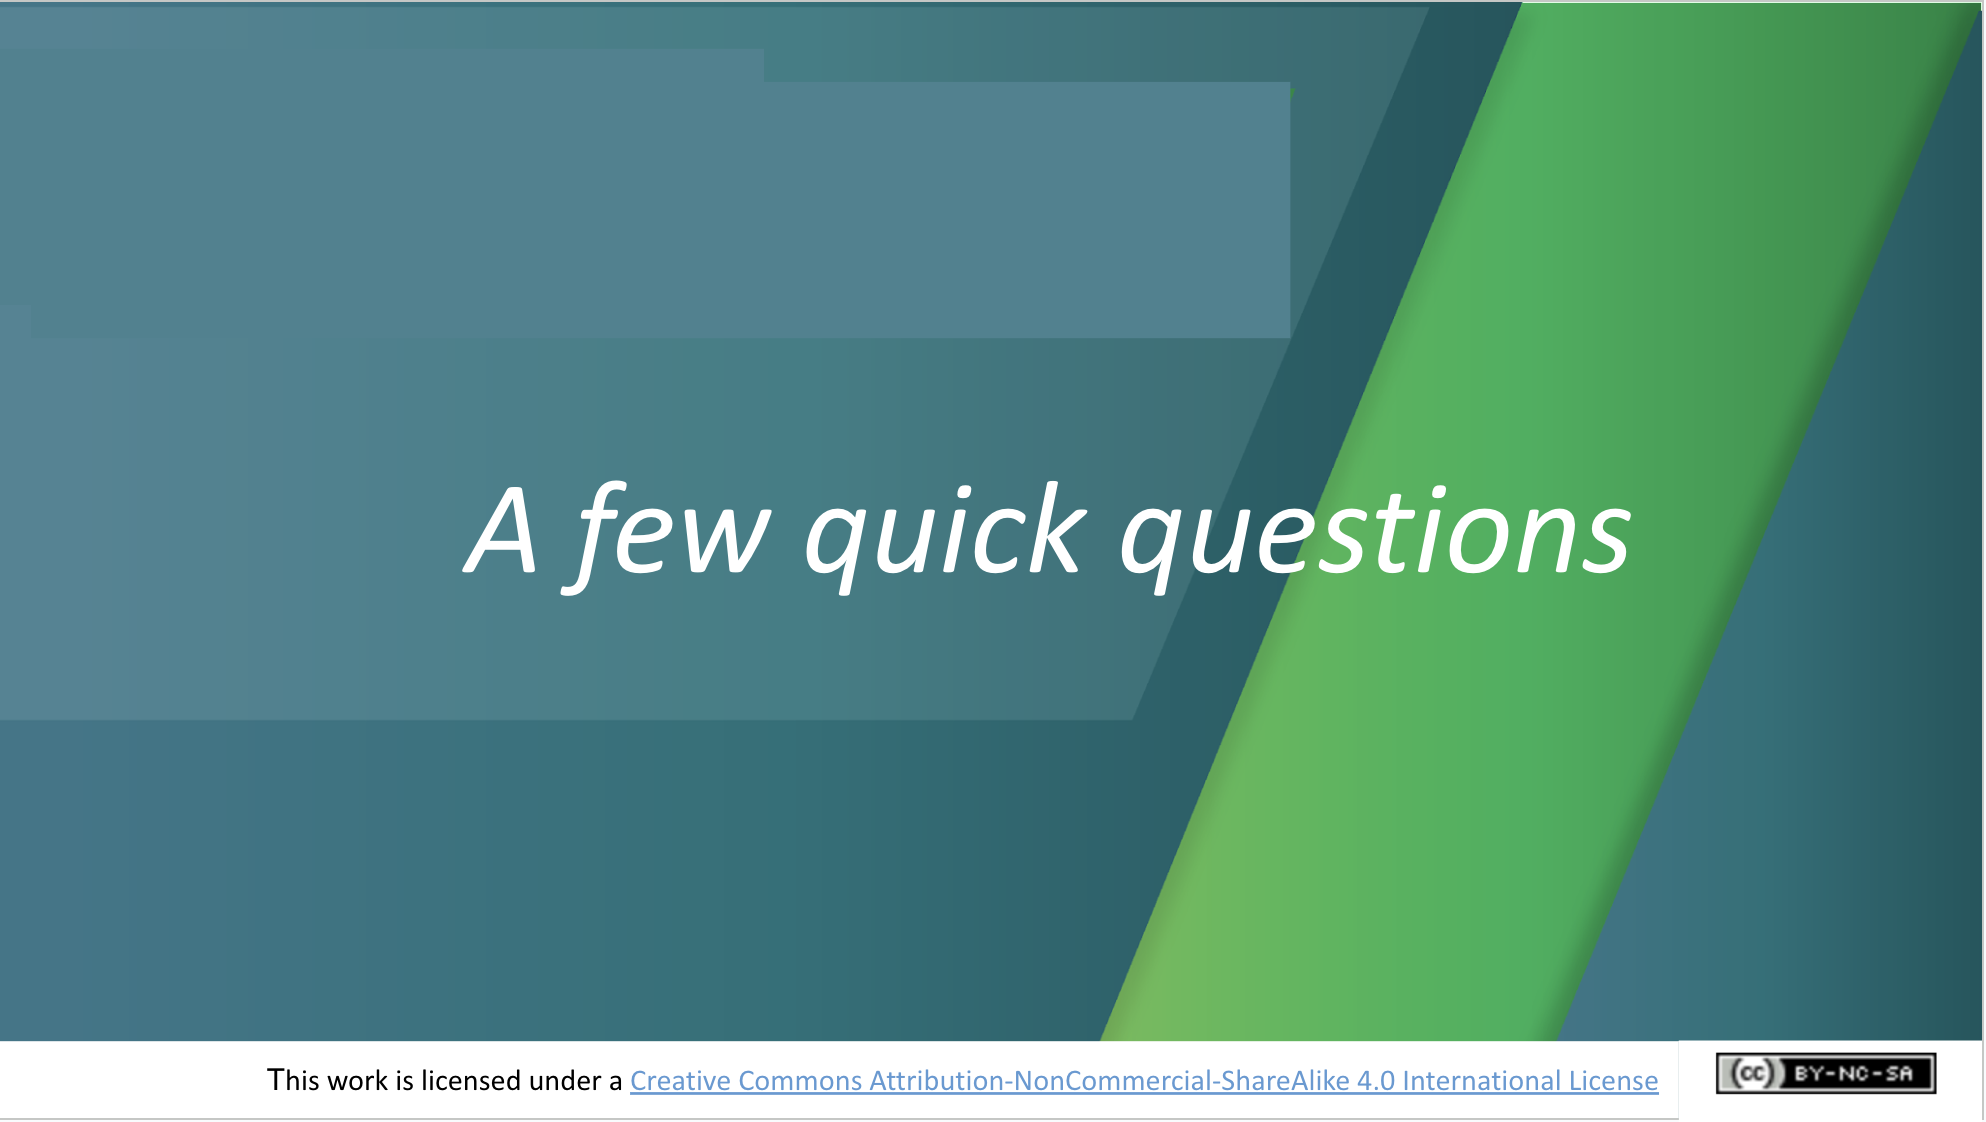 A few quick questions
This work is licensed under a Creative Commons Attribution-NonCommercial-ShareAlike 4.0 International License
cc BY-NC-SA